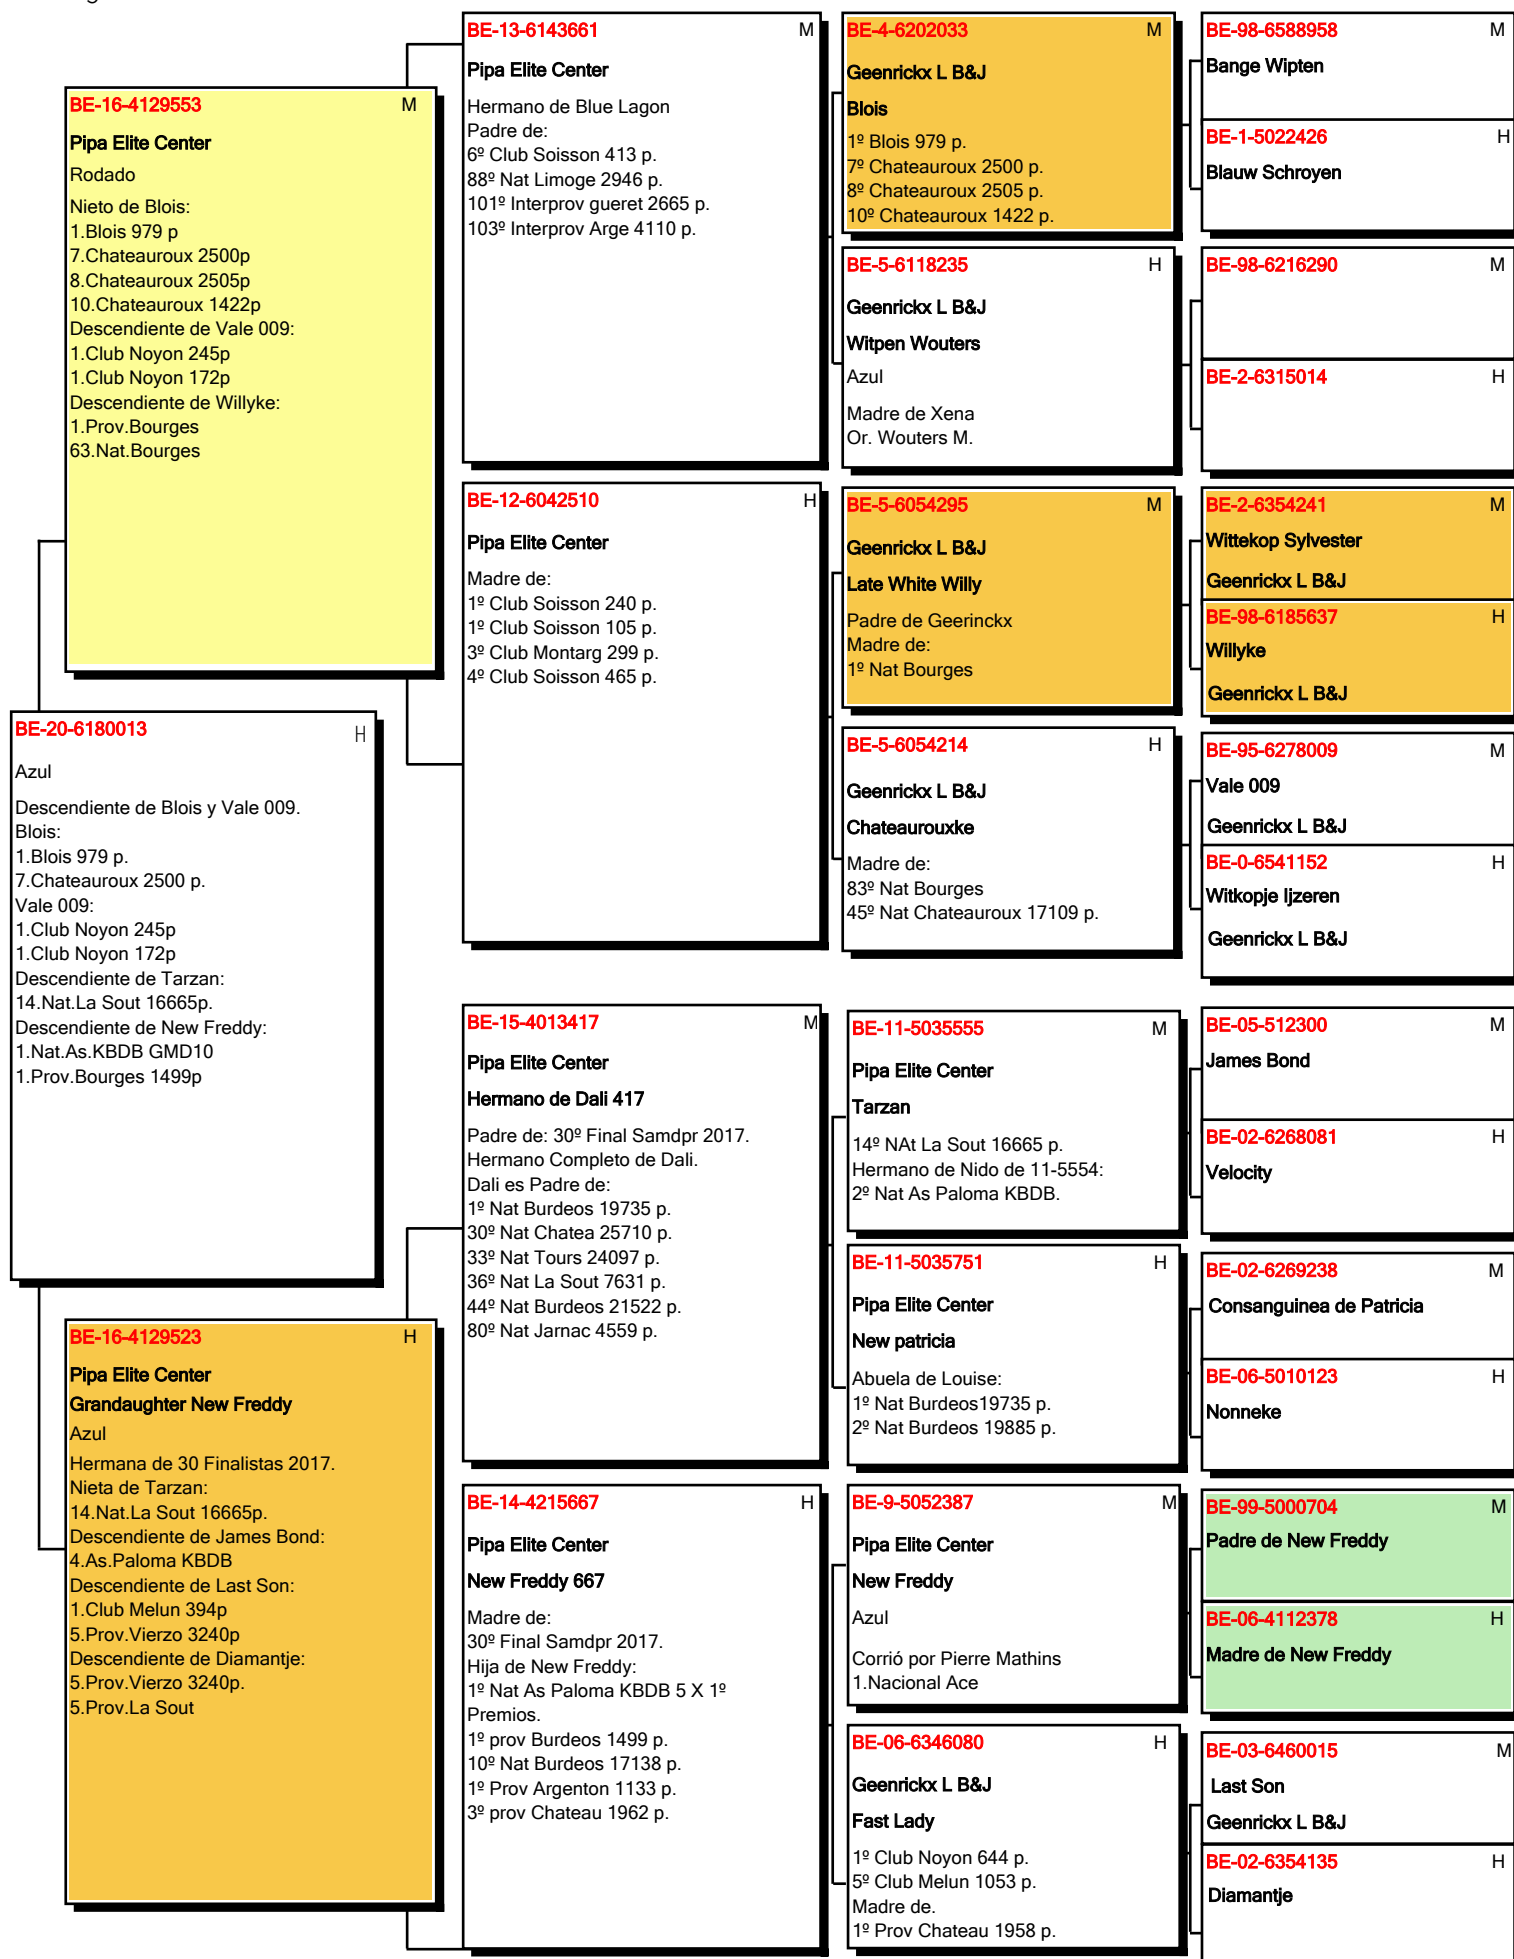 BE-20-6180013 H
Azul
Descendiente de Blois y Vale 009.
Blois:
1.Blois 979 p.
7.Chateauroux 2500 p.
Vale 009:
1.Club Noyon 245p
1.Club Noyon 172p
Descendiente de Tarzan:
14.Nat.La Sout 16665p.
Descendiente de New Freddy:
1.Nat.As.KBDB GMD10
1.Prov.Bourges 1499p
BE-16-4129553 M
Pipa Elite Center
Rodado
Nieto de Blois:
1.Blois 979 p
7.Chateauroux 2500p
8.Chateauroux 2505p
10.Chateauroux 1422p
Descendiente de Vale 009:
1.Club Noyon 245p
1.Club Noyon 172p
Descendiente de Willyke:
1.Prov.Bourges
63.Nat.Bourges
BE-16-4129523 H
Pipa Elite Center
Grandaughter New Freddy
Azul
Hermana de 30 Finalistas 2017.
Nieta de Tarzan:
14.Nat.La Sout 16665p.
Descendiente de James Bond:
4.As.Paloma KBDB
Descendiente de Last Son:
1.Club Melun 394p
5.Prov.Vierzo 3240p
Descendiente de Diamantje:
5.Prov.Vierzo 3240p.
5.Prov.La Sout
BE-13-6143661 M
Pipa Elite Center
Hermano de Blue Lagon
Padre de:
6º Club Soisson 413 p.
88º Nat Limoge 2946 p.
101º Interprov gueret 2665 p.
103º Interprov Arge 4110 p.
BE-12-6042510 H
Pipa Elite Center
Madre de:
1º Club Soisson 240 p.
1º Club Soisson 105 p.
3º Club Montarg 299 p.
4º Club Soisson 465 p.
BE-15-4013417 M
Pipa Elite Center
Hermano de Dali 417
Padre de: 30º Final Samdpr 2017.
Hermano Completo de Dali.
Dali es Padre de:
1º Nat Burdeos 19735 p.
30º Nat Chatea 25710 p.
33º Nat Tours 24097 p.
36º Nat La Sout 7631 p.
44º Nat Burdeos 21522 p.
80º Nat Jarnac 4559 p.
BE-14-4215667 H
Pipa Elite Center
New Freddy 667
Madre de:
30º Final Samdpr 2017.
Hija de New Freddy:
1º Nat As Paloma KBDB 5 X 1º
Premios.
1º prov Burdeos 1499 p.
10º Nat Burdeos 17138 p.
1º Prov Argenton 1133 p.
3º prov Chateau 1962 p.
BE-4-6202033 M
Geenrickx L B&J
Blois
1º Blois 979 p.
7º Chateauroux 2500 p.
8º Chateauroux 2505 p.
10º Chateauroux 1422 p.
BE-5-6118235 H
Geenrickx L B&J
Witpen Wouters
Azul
Madre de Xena
Or. Wouters M.
BE-5-6054295 M
Geenrickx L B&J
Late White Willy
Padre de Geerinckx
Madre de:
1º Nat Bourges
BE-5-6054214 H
Geenrickx L B&J
Chateaurouxke
Madre de:
83º Nat Bourges
45º Nat Chateauroux 17109 p.
BE-11-5035555 M
Pipa Elite Center
Tarzan
14º NAt La Sout 16665 p.
Hermano de Nido de 11-5554:
2º Nat As Paloma KBDB.
BE-11-5035751 H
Pipa Elite Center
New patricia
Abuela de Louise:
1º Nat Burdeos19735 p.
2º Nat Burdeos 19885 p.
BE-9-5052387 M
Pipa Elite Center
New Freddy
Azul
Corrió por Pierre Mathins
1.Nacional Ace
BE-06-6346080 H
Geenrickx L B&J
Fast Lady
1º Club Noyon 644 p.
5º Club Melun 1053 p.
Madre de.
1º Prov Chateau 1958 p.
BE-98-6588958 M
Bange Wipten
BE-1-5022426 H
Blauw Schroyen
BE-98-6216290 M
BE-2-6315014 H
BE-2-6354241 M
Wittekop Sylvester
Geenrickx L B&J
BE-98-6185637 H
Willyke
Geenrickx L B&J
BE-95-6278009 M
Vale 009
Geenrickx L B&J
BE-0-6541152 H
Witkopje Ijzeren
Geenrickx L B&J
BE-05-512300 M
James Bond
BE-02-6268081 H
Velocity
BE-02-6269238 M
Consanguinea de Patricia
BE-06-5010123 H
Nonneke
BE-99-5000704 M
Padre de New Freddy
BE-06-4112378 H
Madre de New Freddy
BE-03-6460015 M
Last Son
Geenrickx L B&J
BE-02-6354135 H
Diamantje